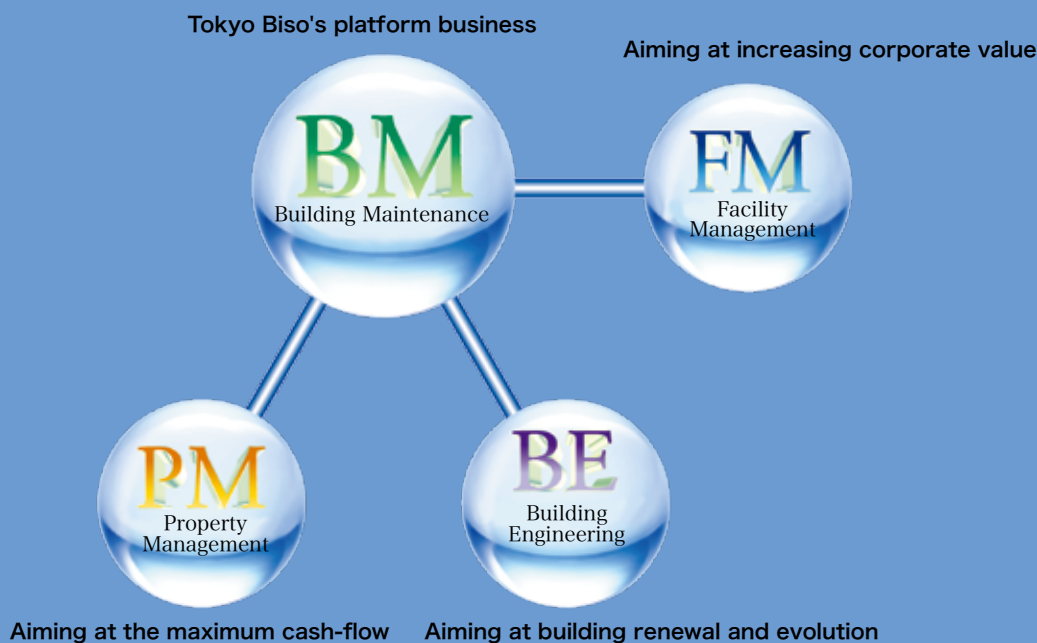 Tokyo Biso's platform business
Aiming at increasing corporate value
BM
Building Maintenance
FM
Facility
Management
PM
Property
Management
BE
Building
Engineering
Aiming at the maximum cash-flow
Aiming at building renewal and evolution